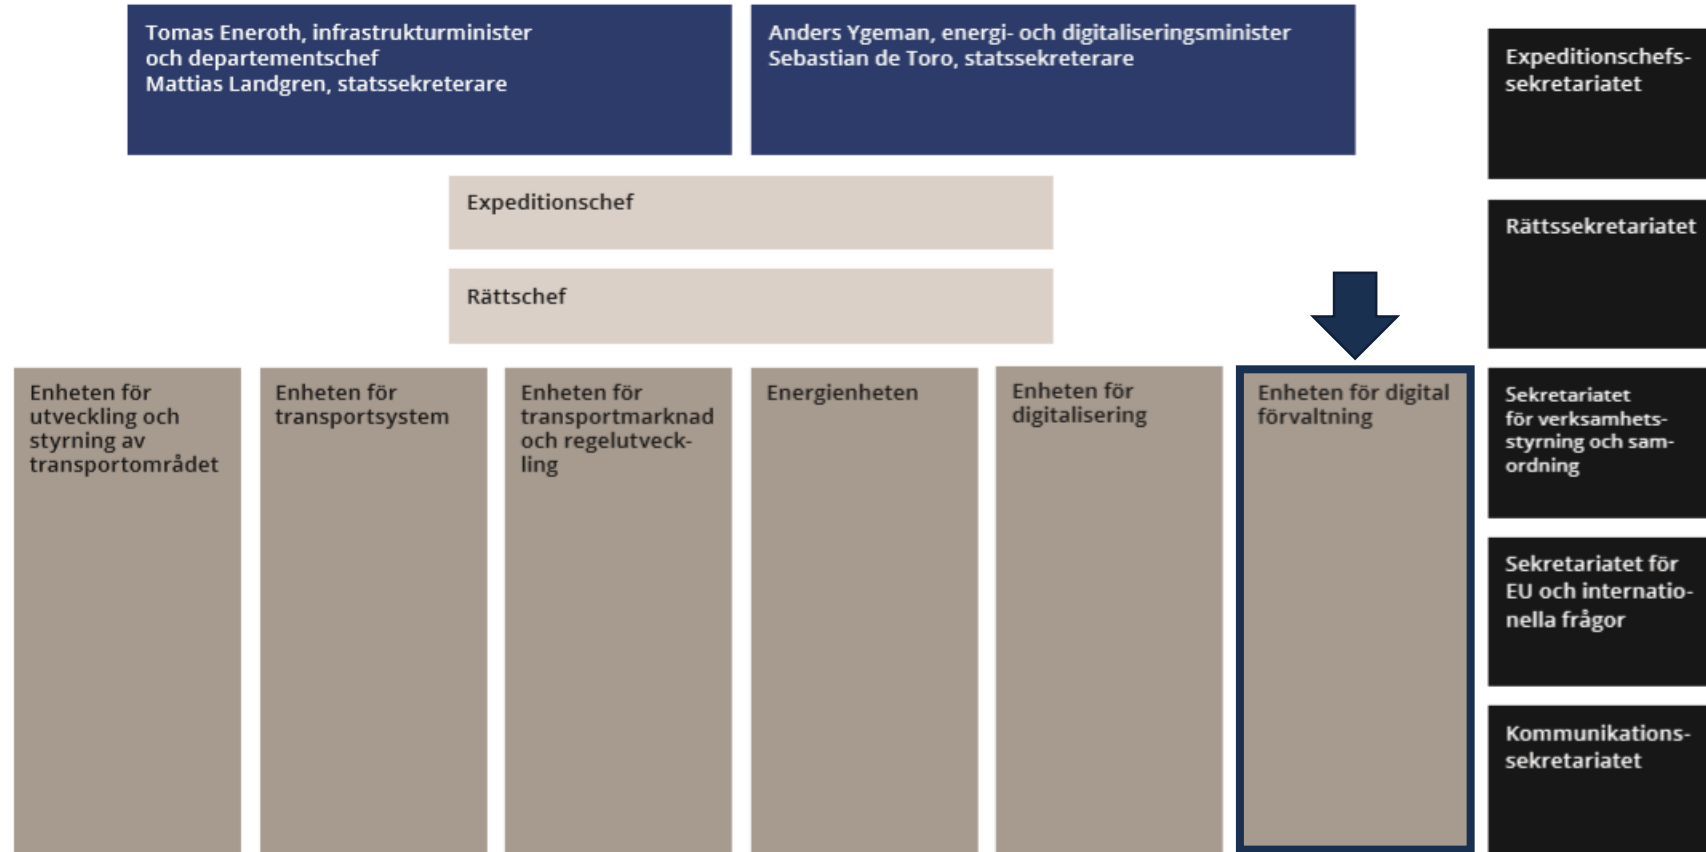 Tomas Eneroth, infrastrukturminister
och departementschef
Mattias Landgren, statssekreterare
Anders Ygeman, energi- och digitaliseringsminister
Sebastian de Toro, statssekreterare
Expeditionschef
Rättschef
Enheten för
utveckling och
styrning av
transportområdet
Enheten för
transportsystem
Enheten för
transportmarknad
och regelutveck-
ling
Energienheten
Enheten för
digitalisering
Enheten för digital
förvaltning
Expeditionschefs-
sekretariatet
Rättssekretariatet
Sekretariatet
för verksamhets-
styrning och sam-
ordning
Sekretariatet för
EU och internatio-
nella frågor
Kommunikations-
sekretariatet